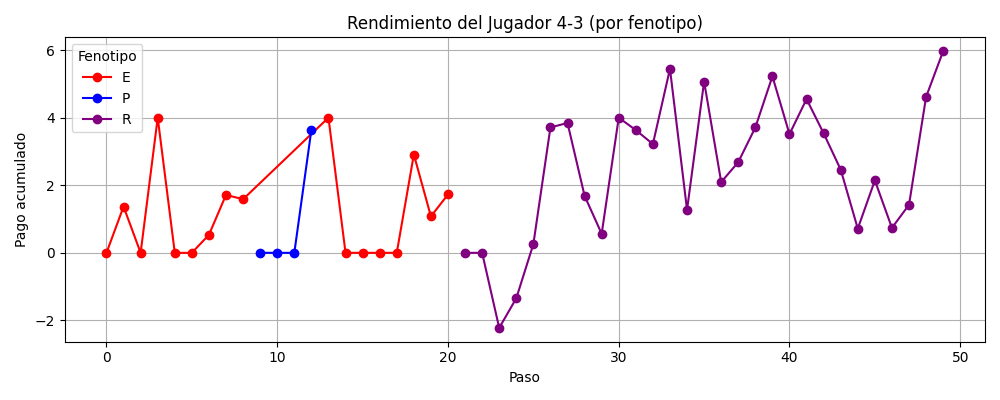 Rendimiento del Jugador 4-3 (por fenotipo)
Fenotipo
E
P
R
Pago acumulado
6
4
2
0
−2
0
10
20
30
40
50
Paso